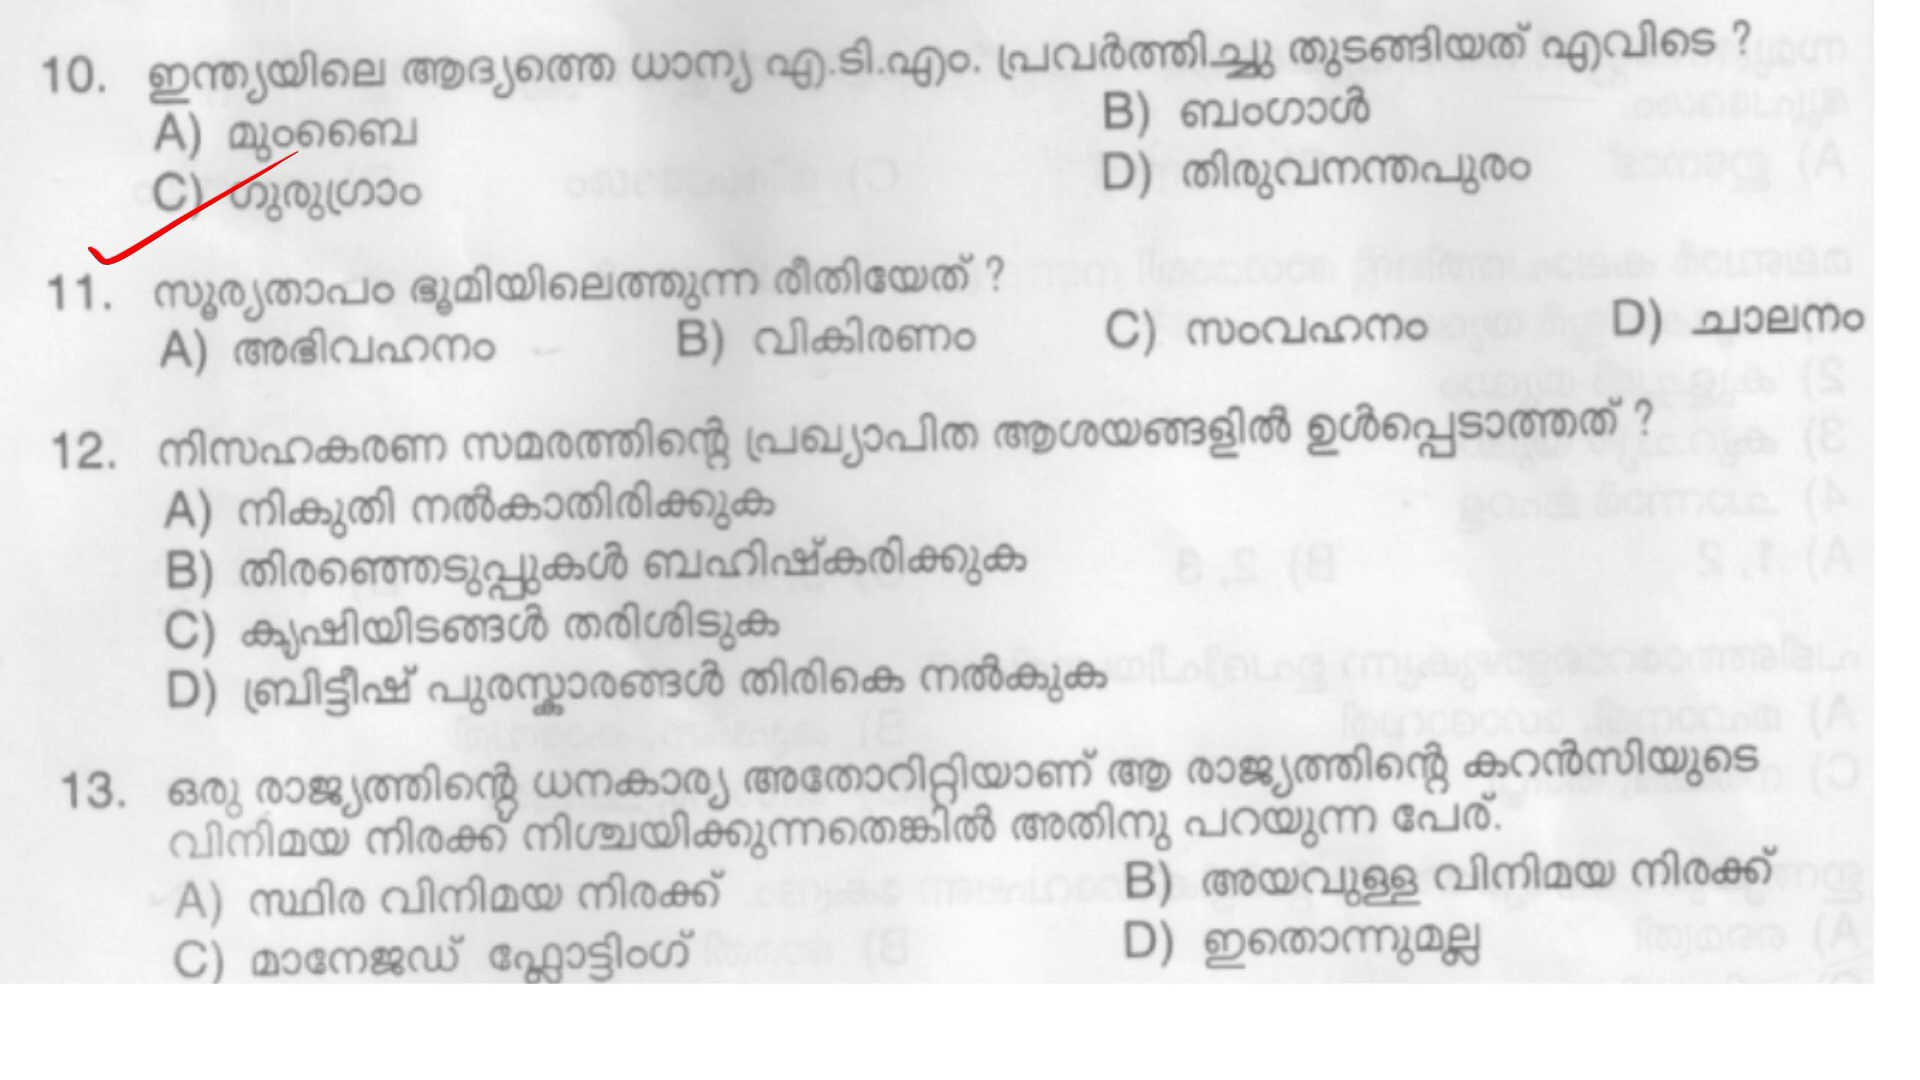 10. ഇന്ത്യയിലെ ആദ്യത്തെ ധാന്യ എ.ടി.എം. പ്രവർത്തിച്ചു തുടങ്ങിയത് എവിടെ ?
A) മുംബൈ B) ബംഗാൾ
C) ഗുരുഗ്രാം D) തിരുവനന്തപുരം
11. സൂര്യതാപം ഭൂമിയിലെത്തുന്ന രീതിയേത് ?
A) അഭിവഹനം B) വികിരണം C) സംവഹനം D) ചാലനം
12. നിസഹകരണ സമരത്തിന്റെ പ്രഖ്യാപിത ആശയങ്ങളിൽ ഉൾപ്പെടാത്തത് ?
A) നികുതി നൽകാതിരിക്കുക
B) തിരഞ്ഞെടുപ്പുകൾ ബഹിഷ്കരിക്കുക
C) കൃഷിയിടങ്ങൾ തരിശിടുക
D) ബ്രിട്ടീഷ് പുരസ്കാരങ്ങൾ തിരികെ നൽകുക
13. ഒരു രാജ്യത്തിന്റെ ധനകാര്യ അതോറിറ്റിയാണ് ആ രാജ്യത്തിന്റെ കറൻസിയുടെ
വിനിമയ നിരക്ക് നിശ്ചയിക്കുന്നതെങ്കിൽ അതിനു പറയുന്ന പേര്.
A) സ്ഥിര വിനിമയ നിരക്ക് B) അയവുള്ള വിനിമയ നിരക്ക്
C) മാനേജഡ് ഫ്ലോട്ടിംഗ് D) ഇതൊന്നുമല്ല